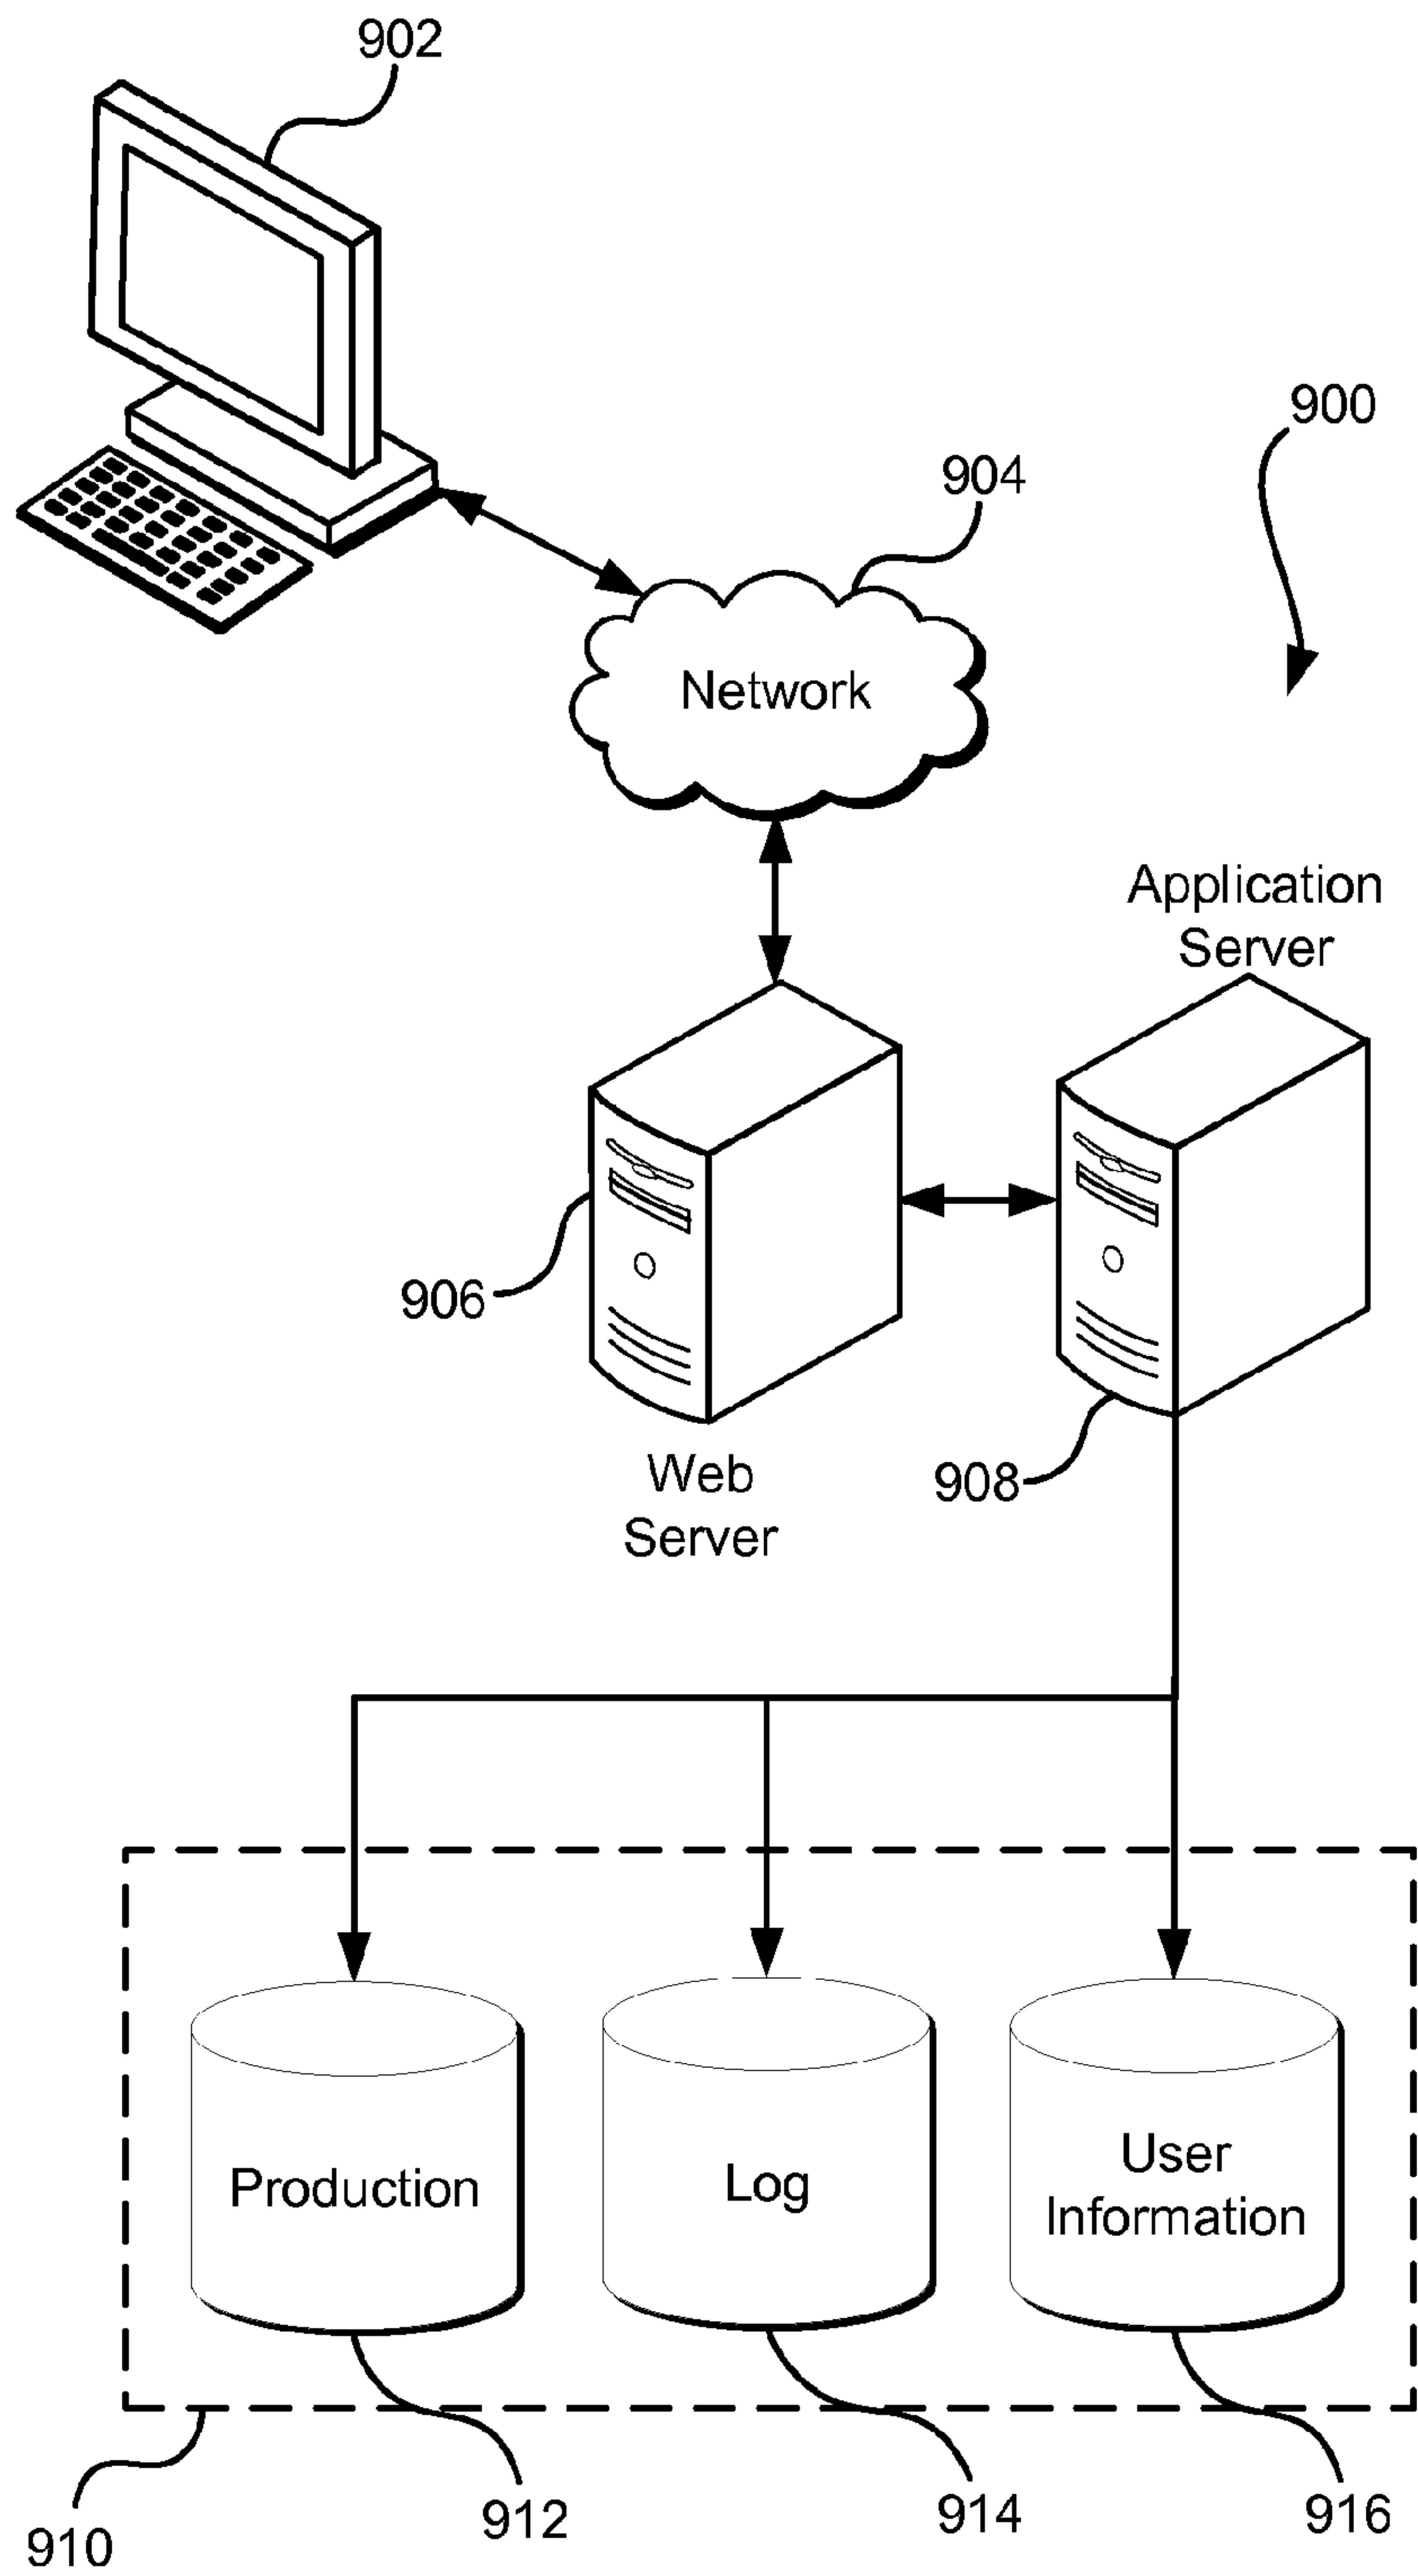 902
900
904
Network
Application
Server
906
Web
Server
908
Production
Log
User
Information
910
912
914
916